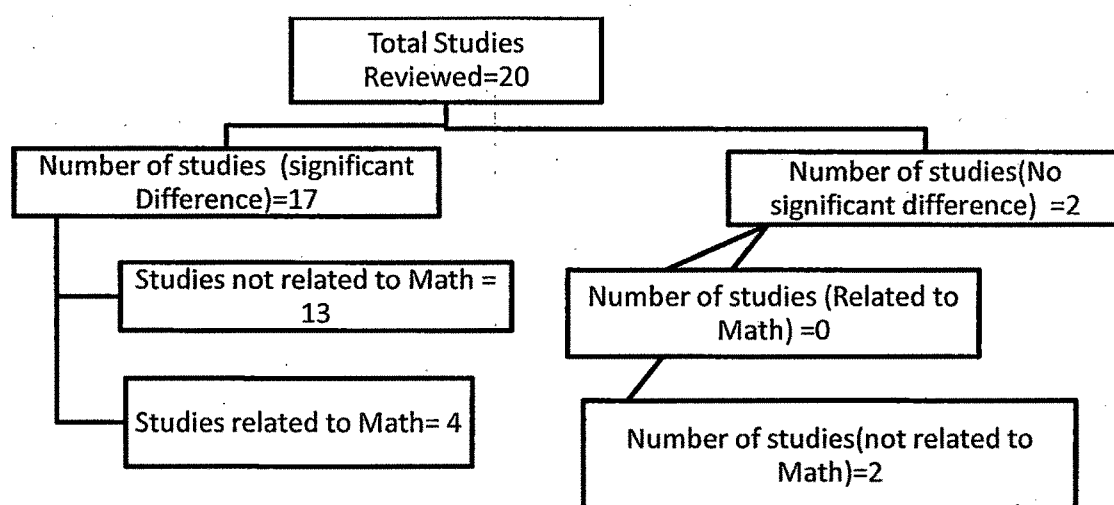 Total Studies
Reviewed=20
Number of studies (significant
Difference)=17
Number of studies(No
significant difference) =2
Studies not related to Math =
13
Number of studies (Related to
Math) =0
Studies related to Math= 4
Number of studies(not related to
Math)=2